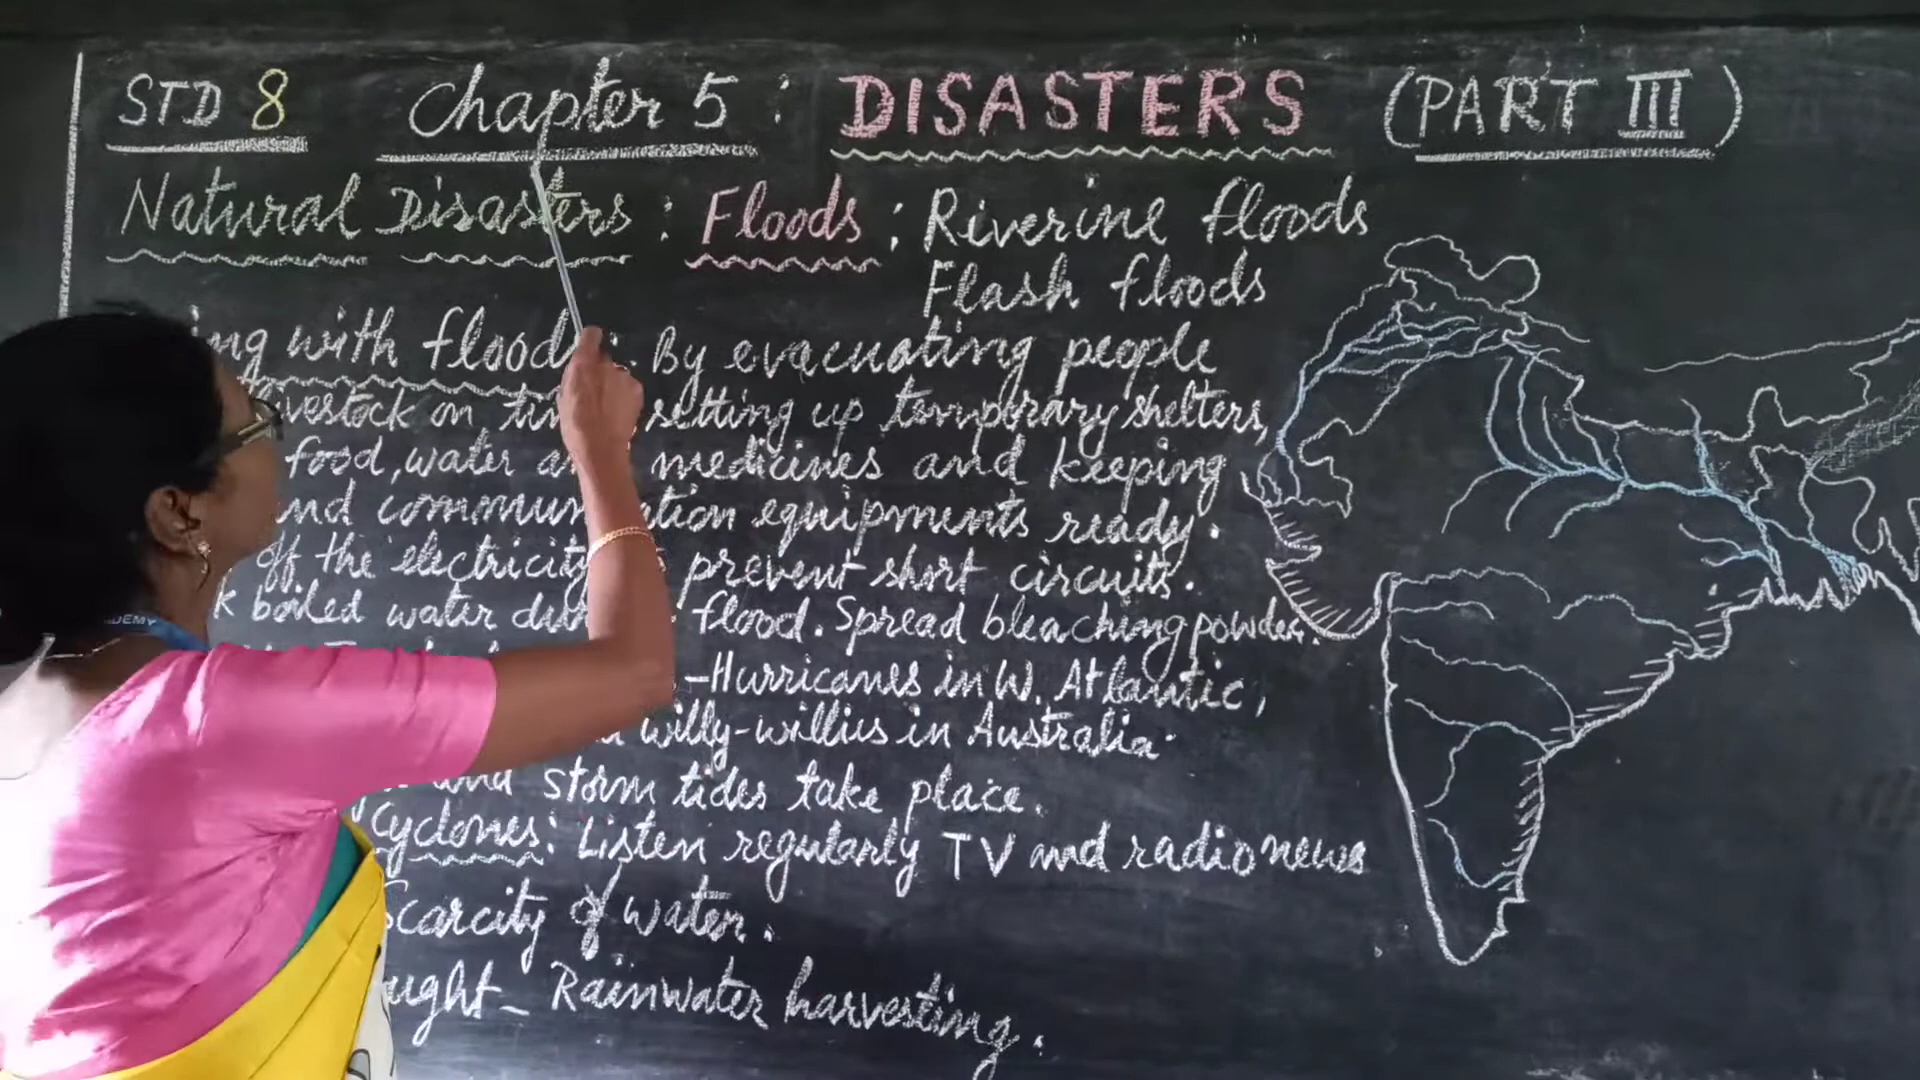 STD 8 Chapter 5 : DISASTERS (PART III)
Natural Disasters : Floods : Riverine floods
Flash floods
with floods: By evacuating people
on setting up temporary shelters,
food, water medicines and keeping
and equipments ready.
off the electricity prevent short circuits.
boiled water flood. Spread bleaching powder.
- Hurricanes in W. Atlantic,
willy-willies in Australia
and storm tides take place.
Cyclones: Listen regularly TV and radio news
Scarcity of water.
Rainwater harvesting.